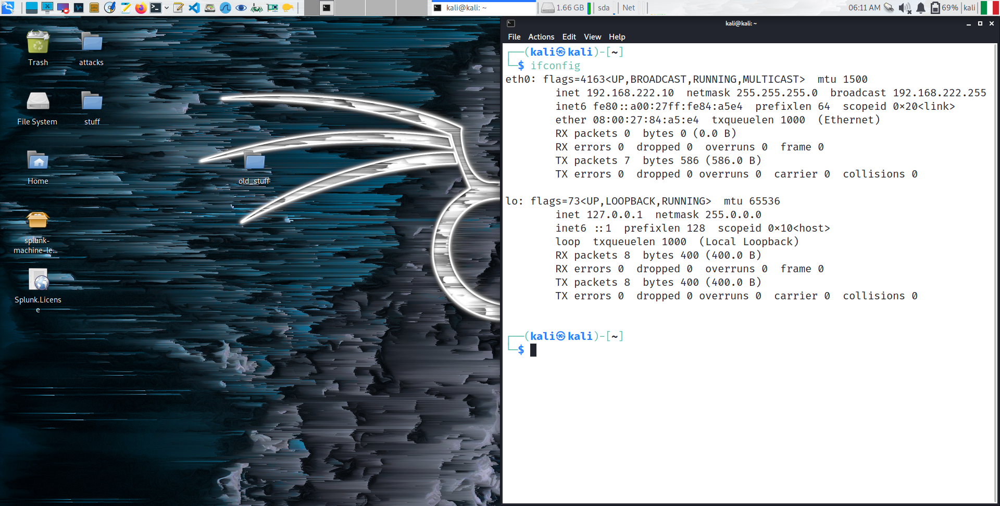 kali@kali: ~
1.66 GB
sda
Net
06:11 AM
69%
kali
Trash
attacks
File System
stuff
Home
old_stuff
splunk-
machine-le...
Splunk.Licens
e
kali@kali: ~
File Actions Edit View Help
┌──(kali㉿kali)-[~]
└─$ ifconfig
eth0: flags=4163<UP,BROADCAST,RUNNING,MULTICAST>  mtu 1500
        inet 192.168.222.10  netmask 255.255.255.0  broadcast 192.168.222.255
        inet6 fe80::a00:27ff:fe84:a5e4  prefixlen 64  scopeid 0×20<link>
        ether 08:00:27:84:a5:e4  txqueuelen 1000  (Ethernet)
        RX packets 0  bytes 0 (0.0 B)
        RX errors 0  dropped 0  overruns 0  frame 0
        TX packets 7  bytes 586 (586.0 B)
        TX errors 0  dropped 0 overruns 0  carrier 0  collisions 0
lo: flags=73<UP,LOOPBACK,RUNNING>  mtu 65536
        inet 127.0.0.1  netmask 255.0.0.0
        inet6 ::1  prefixlen 128  scopeid 0×10<host>
        loop  txqueuelen 1000  (Local Loopback)
        RX packets 8  bytes 400 (400.0 B)
        RX errors 0  dropped 0  overruns 0  frame 0
        TX packets 8  bytes 400 (400.0 B)
        TX errors 0  dropped 0 overruns 0  carrier 0  collisions 0
┌──(kali㉿kali)-[~]
└─$